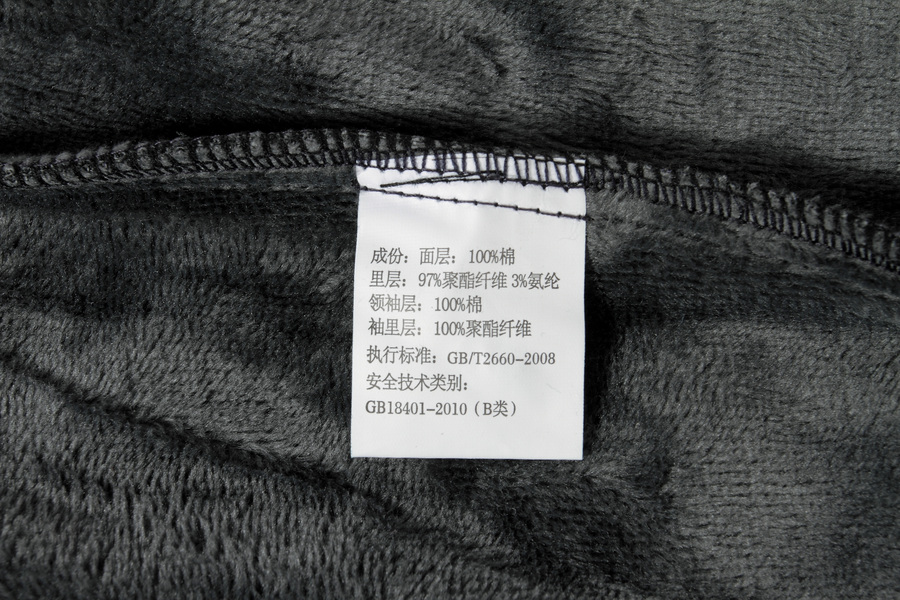 成份：面层：100%棉
里层：97%聚酯纤维 3%氨纶
领袖层：100%棉
袖里层：100%聚酯纤维
执行标准：GB/T2660-2008
安全技术类别：
GB18401-2010（B类）